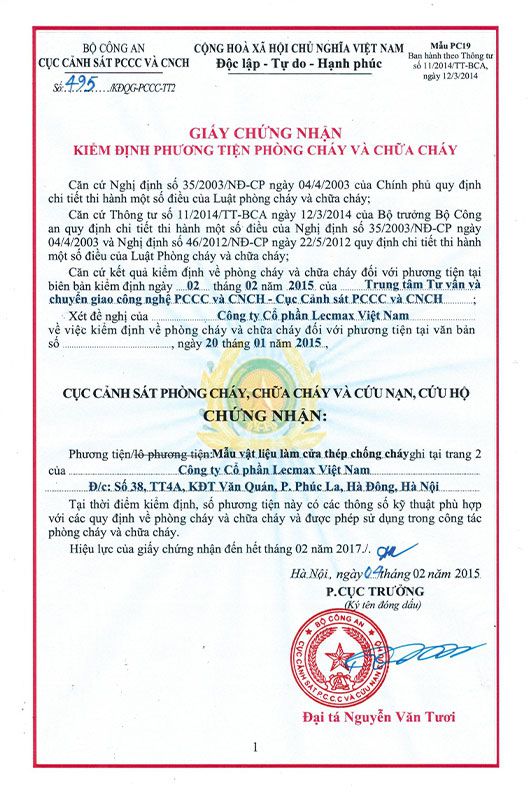 BỘ CÔNG AN
CỤC CẢNH SÁT PCCC VÀ CNCH
Số: 495 /KĐQG-PCCC-TT2
CỘNG HOÀ XÃ HỘI CHỦ NGHĨA VIỆT NAM
Độc lập - Tự do - Hạnh phúc
Mẫu PC19
Ban hành theo Thông tư
số 11/2014/TT-BCA,
ngày 12/3/2014
GIẤY CHỨNG NHẬN
KIỂM ĐỊNH PHƯƠNG TIỆN PHÒNG CHÁY VÀ CHỮA CHÁY
Căn cứ Nghị định số 35/2003/NĐ-CP ngày 04/4/2003 của Chính phủ quy định
chi tiết thi hành một số điều của Luật phòng cháy và chữa cháy;
Căn cứ Thông tư số 11/2014/TT-BCA ngày 12/3/2014 của Bộ trưởng Bộ Công
an quy định chi tiết thi hành một số điều của Nghị định số 35/2003/NĐ-CP ngày
04/4/2003 và Nghị định số 46/2012/NĐ-CP ngày 22/5/2012 quy định chi tiết thi hành
một số điều của Luật Phòng cháy và chữa cháy;
Căn cứ kết quả kiểm định về phòng cháy và chữa cháy đối với phương tiện tại
biên bản kiểm định ngày 02 tháng 02 năm 2015 của Trung tâm Tư vấn và
chuyển giao công nghệ PCCC và CNCH - Cục Cảnh sát PCCC và CNCH ;
Xét đề nghị của Công ty Cổ phần Lecmax Việt Nam
về việc kiểm định về phòng cháy và chữa cháy đối với phương tiện tại văn bản
số ..............................., ngày 20 tháng 01 năm 2015 ,
CỤC CẢNH SÁT PHÒNG CHÁY, CHỮA CHÁY VÀ CỨU NẠN, CỨU HỘ
CHỨNG NHẬN:
Phương tiện/lô phương tiện: Mẫu vật liệu làm cửa thép chống cháy ghi tại trang 2
của Công ty Cổ phần Lecmax Việt Nam
Đ/c: Số 38, TT4A, KĐT Văn Quán, P. Phúc La, Hà Đông, Hà Nội
Tại thời điểm kiểm định, số phương tiện này có các thông số kỹ thuật phù hợp
với các quy định về phòng cháy và chữa cháy và được phép sử dụng trong công tác
phòng cháy và chữa cháy.
Hiệu lực của giấy chứng nhận đến hết tháng 02 năm 2017./.
Hà Nội, ngày 04 tháng 02 năm 2015
P.CỤC TRƯỞNG
(Ký tên đóng dấu)
BỘ CÔNG AN
CỤC CẢNH SÁT P.C.C.C VÀ CỨU NẠN CỨU HỘ
Đại tá Nguyễn Văn Tươi
1